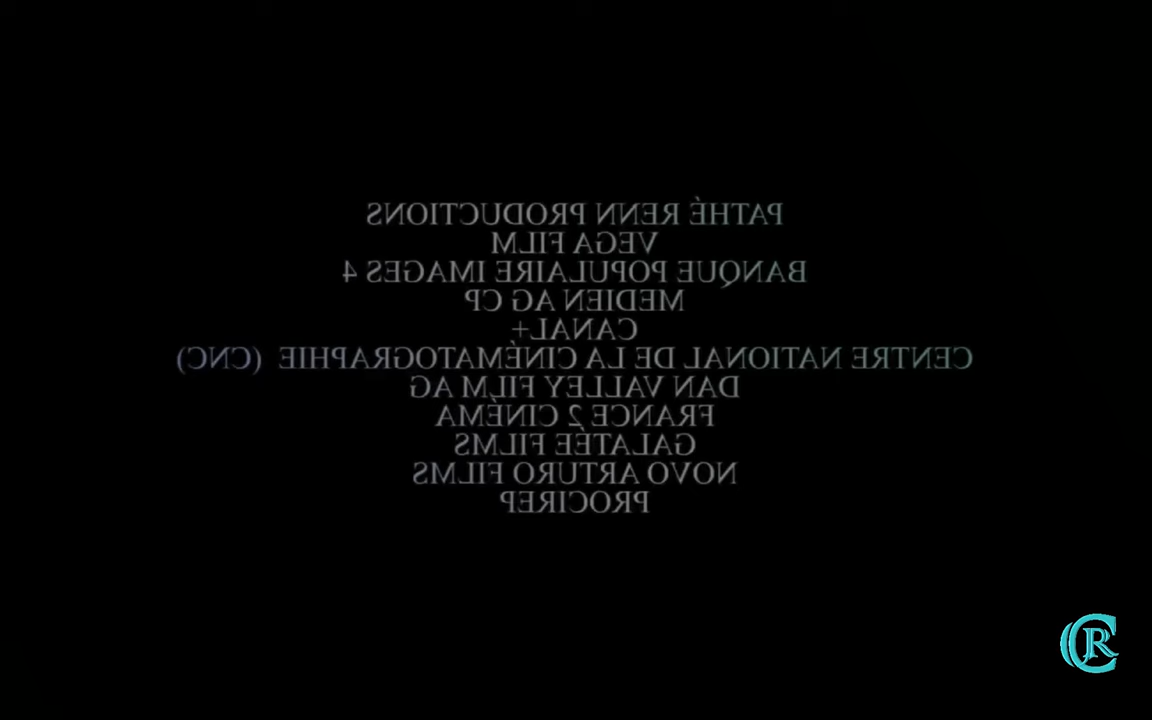 PATHÉ RENN PRODUCTIONS
VEGA FILM
BANQUE POPULAIRE IMAGES 4
MEDIEN AG CP
CANAL+
CENTRE NATIONAL DE LA CINÉMATOGRAPHIE (CNC)
DAN VALLEY FILM AG
FRANCE 2 CINÉMA
GALATÉE FILMS
NOVO ARTURO FILMS
PROCIREP
CR